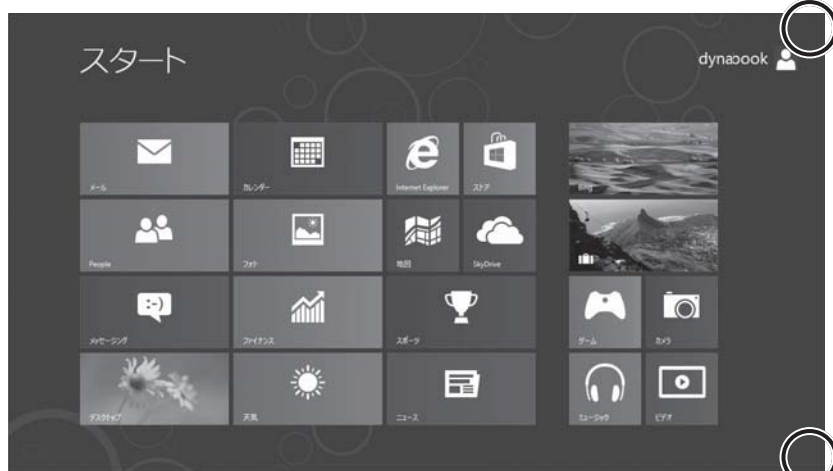 スタート
dynabook
メール
カレンダー
Internet Explorer
ストア
Bing
People
フォト
地図
SkyDrive
メッセージング
ファイナンス
スポーツ
ゲーム
カメラ
デスクトップ
天気
ニュース
ミュージック
ビデオ